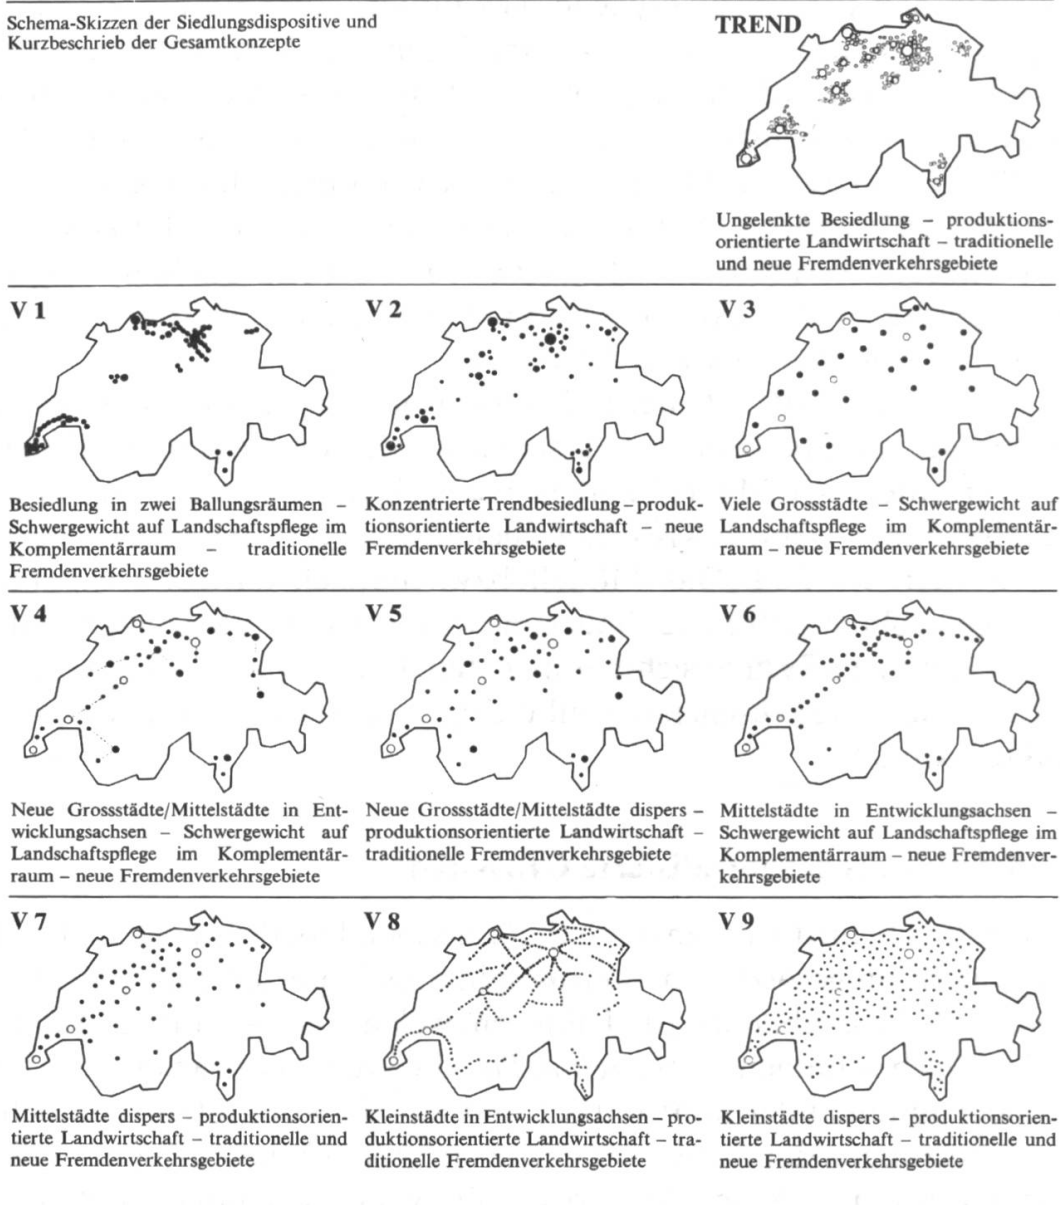 Schema-Skizzen der Siedlungsdispositive und
Kurzbeschrieb der Gesamtkonzepte
TREND
Ungelenkte Besiedlung – produktions-
orientierte Landwirtschaft – traditionelle
und neue Fremdenverkehrsgebiete
V 1
Besiedlung in zwei Ballungsräumen –
Schwergewicht auf Landschaftspflege im
Komplementärraum – traditionelle
Fremdenverkehrsgebiete
V 2
Konzentrierte Trendbesiedlung – produk-
tionsorientierte Landwirtschaft – neue
Fremdenverkehrsgebiete
V 3
Viele Grossstädte – Schwergewicht auf
Landschaftspflege im Komplementär-
raum – neue Fremdenverkehrsgebiete
V 4
Neue Grossstädte/Mittelstädte in Ent-
wicklungsachsen – Schwergewicht auf
Landschaftspflege im Komplementär-
raum – neue Fremdenverkehrsgebiete
V 5
Neue Grossstädte/Mittelstädte dispers –
produktionsorientierte Landwirtschaft –
traditionelle Fremdenverkehrsgebiete
V 6
Mittelstädte in Entwicklungsachsen –
Schwergewicht auf Landschaftspflege im
Komplementärraum – neue Fremdenver-
kehrsgebiete
V 7
Mittelstädte dispers – produktionsorien-
tierte Landwirtschaft – traditionelle und
neue Fremdenverkehrsgebiete
V 8
Kleinstädte in Entwicklungsachsen – pro-
duktionsorientierte Landwirtschaft – tra-
ditionelle Fremdenverkehrsgebiete
V 9
Kleinstädte dispers – produktionsorien-
tierte Landwirtschaft – traditionelle und
neue Fremdenverkehrsgebiete